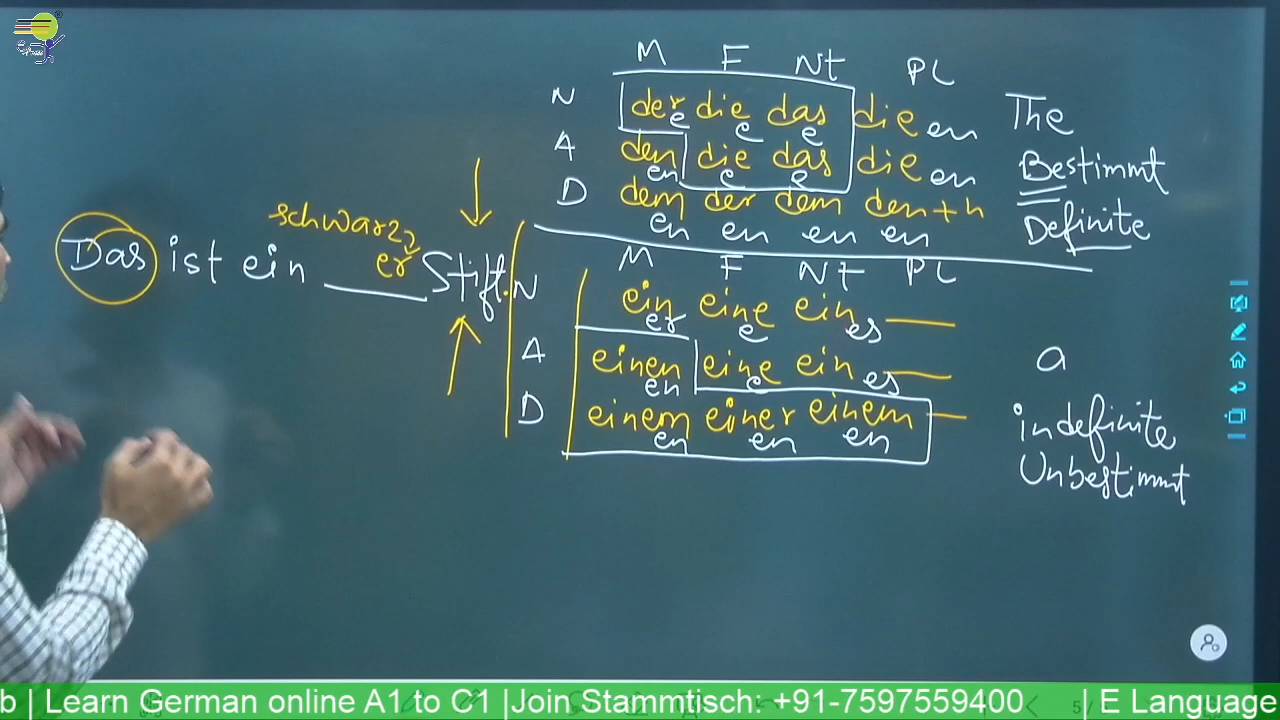 M F Nt PL
N der die das die en The
e e e
A den die das die en Bestimmt
en e e
D dem der dem den + n Definite
en en en en
schwarz
er
Das ist ein ____ Stift.
M F Nt PL
N ein eine ein —
er e es
A einen eine ein — a
en e es
D einem einer einem — indefinite
en en en
Unbestimmt
b | Learn German online A1 to C1 |Join Stammtisch: +91-7597559400 | E Language